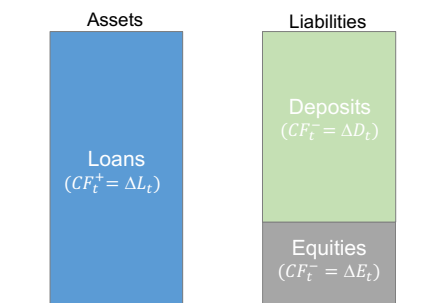 Assets
Liabilities
Loans
(CF_t^+ = ΔL_t)
Deposits
(CF_t^- = ΔD_t)
Equities
(CF_t^- = ΔE_t)